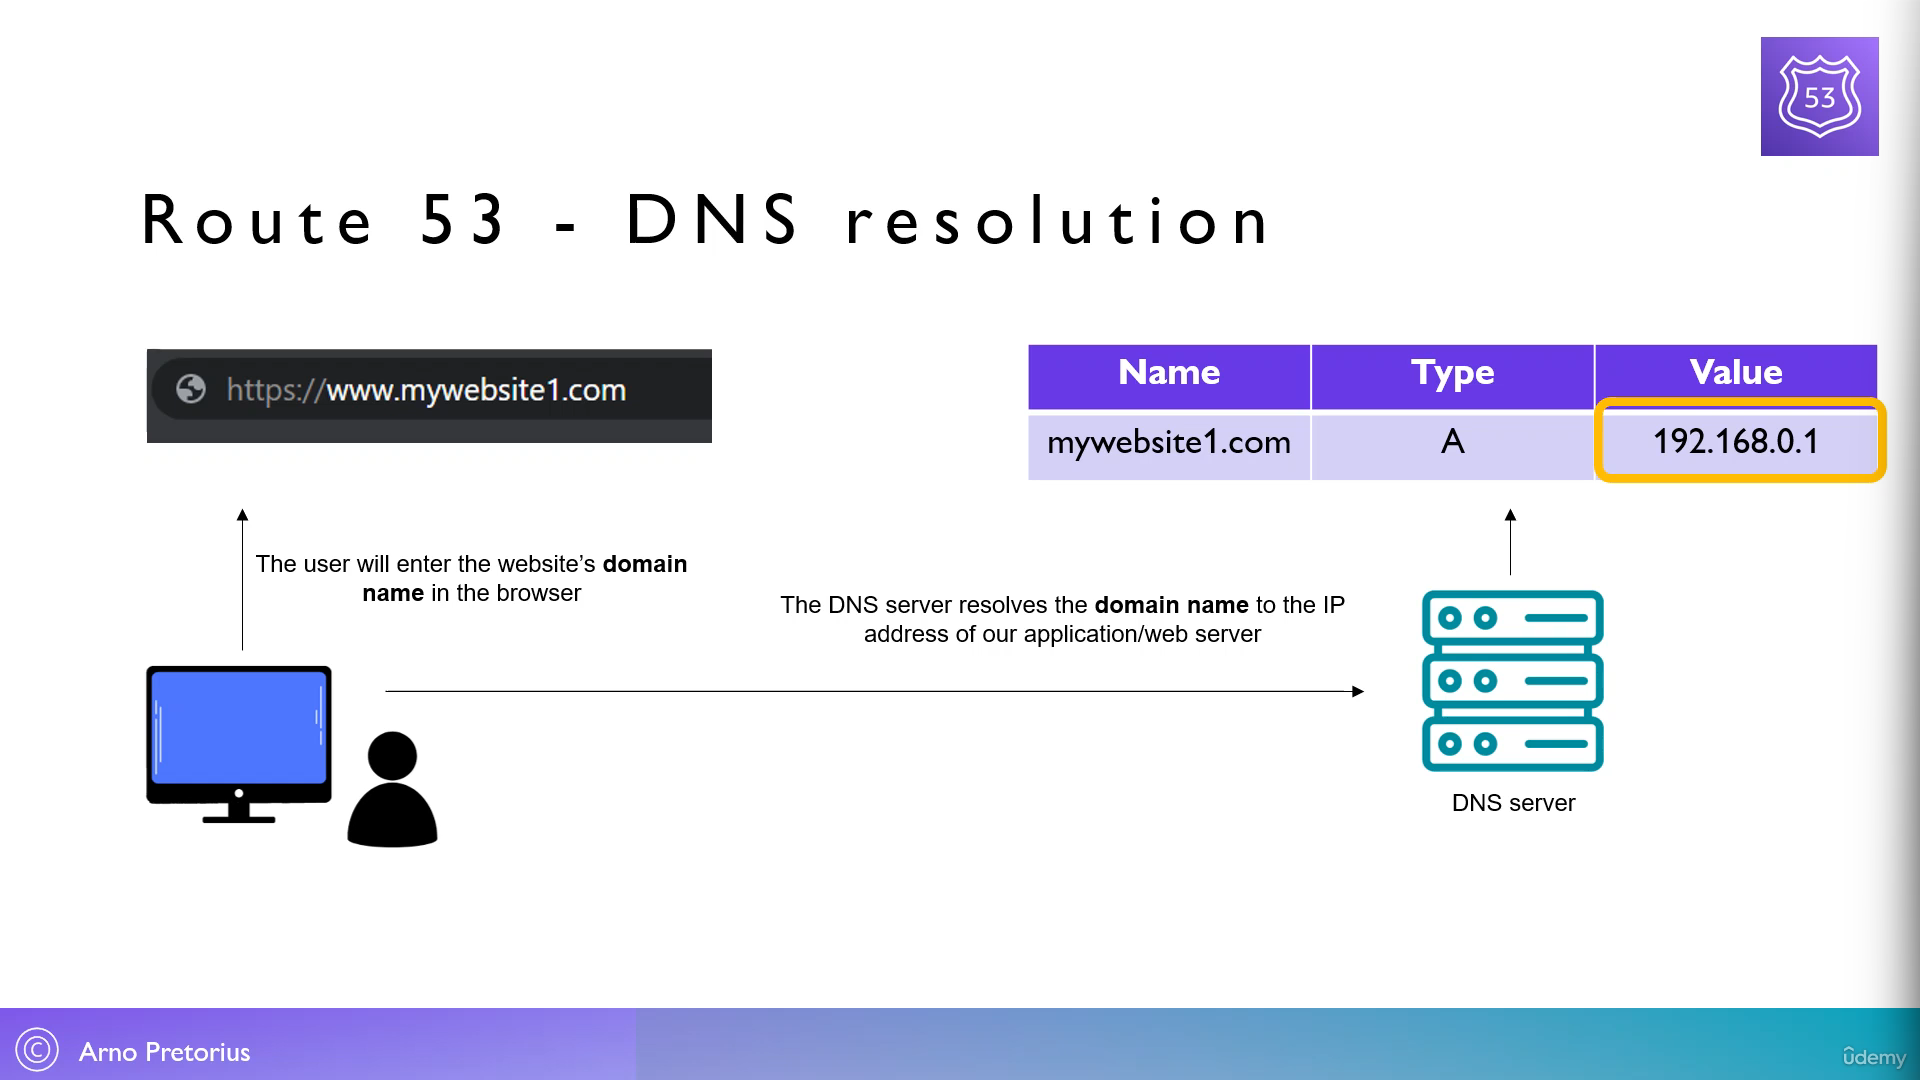 53
Route 53 - DNS resolution
https://www.mywebsite1.com
Name Type Value
mywebsite1.com A 192.168.0.1
The user will enter the website’s domain
name in the browser
The DNS server resolves the domain name to the IP
address of our application/web server
DNS server
© Arno Pretorius
udemy